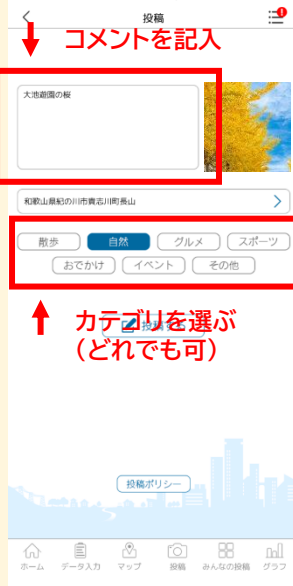 投稿
コメントを記入
大池遊園の桜
和歌山県紀の川市貴志川町長山
散歩 自然 グルメ スポーツ
おでかけ イベント その他
カテゴリを選ぶ
投稿する
（どれでも可）
投稿ポリシー
ホーム データ入力 マップ 投稿 みんなの投稿 グラフ